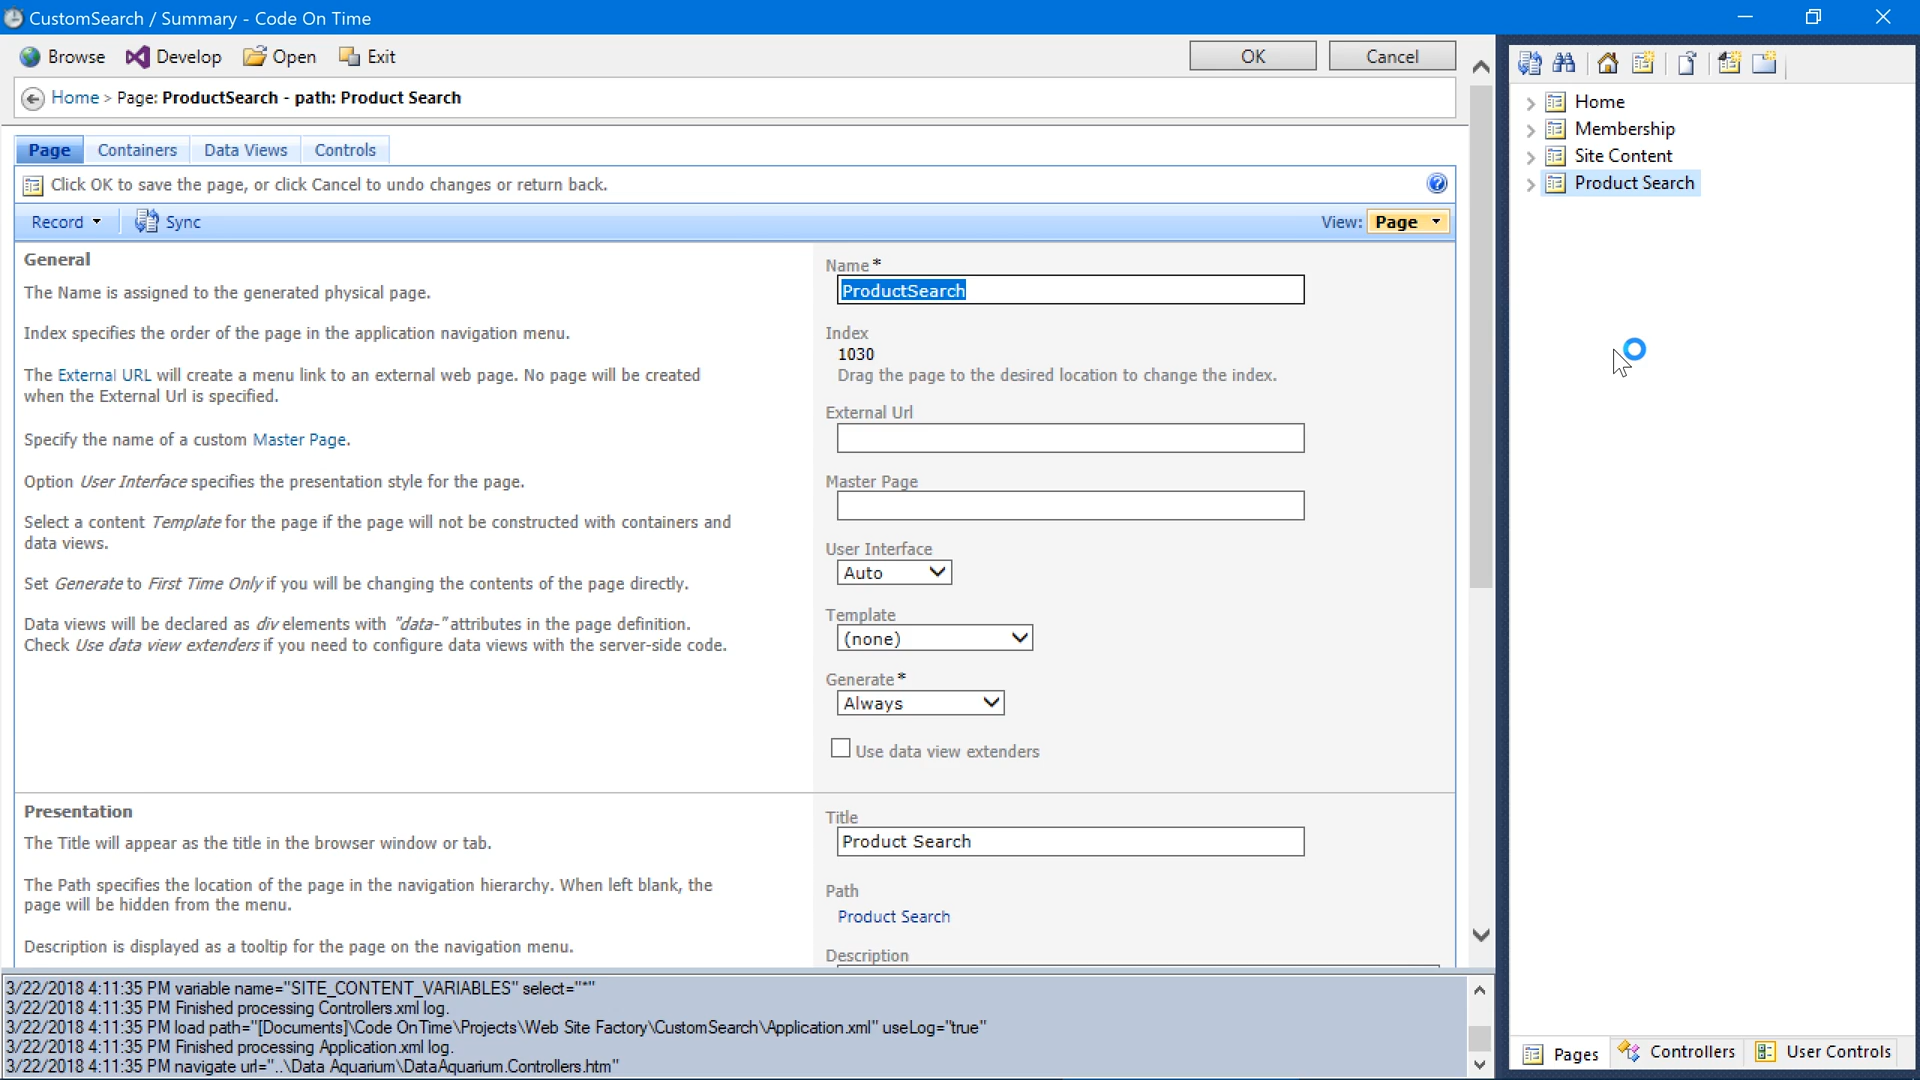 CustomSearch / Summary - Code On Time
Browse Develop Open Exit OK Cancel
Home > Page: ProductSearch - path: Product Search
Page Containers Data Views Controls
Click OK to save the page, or click Cancel to undo changes or return back.
Record Sync View: Page
General
The Name is assigned to the generated physical page.
Index specifies the order of the page in the application navigation menu.
The External URL will create a menu link to an external web page. No page will be created
when the External Url is specified.
Specify the name of a custom Master Page.
Option User Interface specifies the presentation style for the page.
Select a content Template for the page if the page will not be constructed with containers and
data views.
Set Generate to First Time Only if you will be changing the contents of the page directly.
Data views will be declared as div elements with "data-" attributes in the page definition.
Check Use data view extenders if you need to configure data views with the server-side code.
Name *
ProductSearch
Index
1030
Drag the page to the desired location to change the index.
External Url
Master Page
User Interface
Auto
Template
(none)
Generate *
Always
Use data view extenders
Presentation
The Title will appear as the title in the browser window or tab.
The Path specifies the location of the page in the navigation hierarchy. When left blank, the
page will be hidden from the menu.
Description is displayed as a tooltip for the page on the navigation menu.
Title
Product Search
Path
Product Search
Description
3/22/2018 4:11:35 PM variable name="SITE_CONTENT_VARIABLES" select="*"
3/22/2018 4:11:35 PM Finished processing Controllers.xml log.
3/22/2018 4:11:35 PM load path="[Documents]\Code OnTime\Projects\Web Site Factory\CustomSearch\Application.xml" useLog="true"
3/22/2018 4:11:35 PM Finished processing Application.xml log.
3/22/2018 4:11:35 PM navigate url="..\Data Aquarium\DataAquarium.Controllers.htm"
Home
Membership
Site Content
Product Search
Pages Controllers User Controls